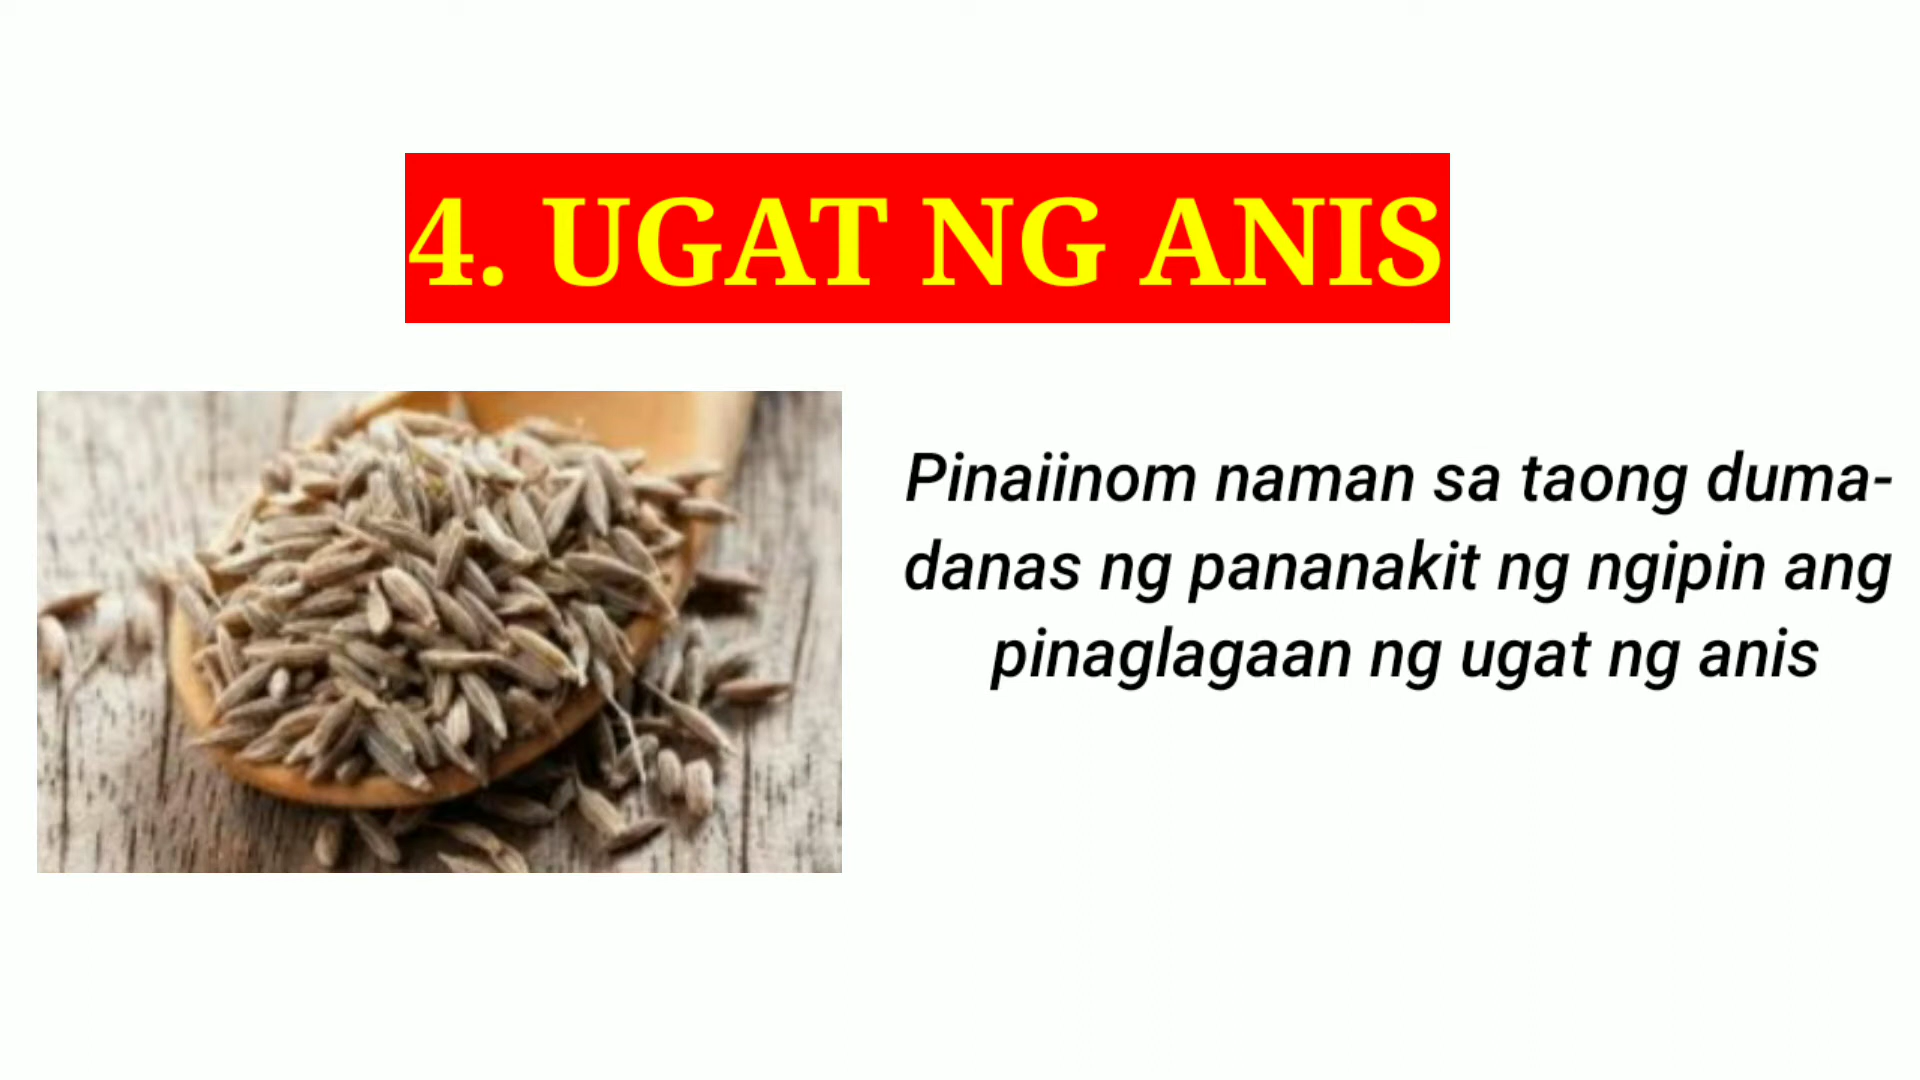 4. UGAT NG ANIS
Pinaiinom naman sa taong duma-
danas ng pananakit ng ngipin ang
pinaglagaan ng ugat ng anis